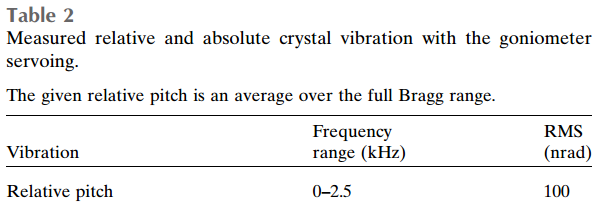 Table 2
Measured relative and absolute crystal vibration with the goniometer
servoing.
The given relative pitch is an average over the full Bragg range.
Frequency RMS
Vibration range (kHz) (nrad)
Relative pitch 0–2.5 100